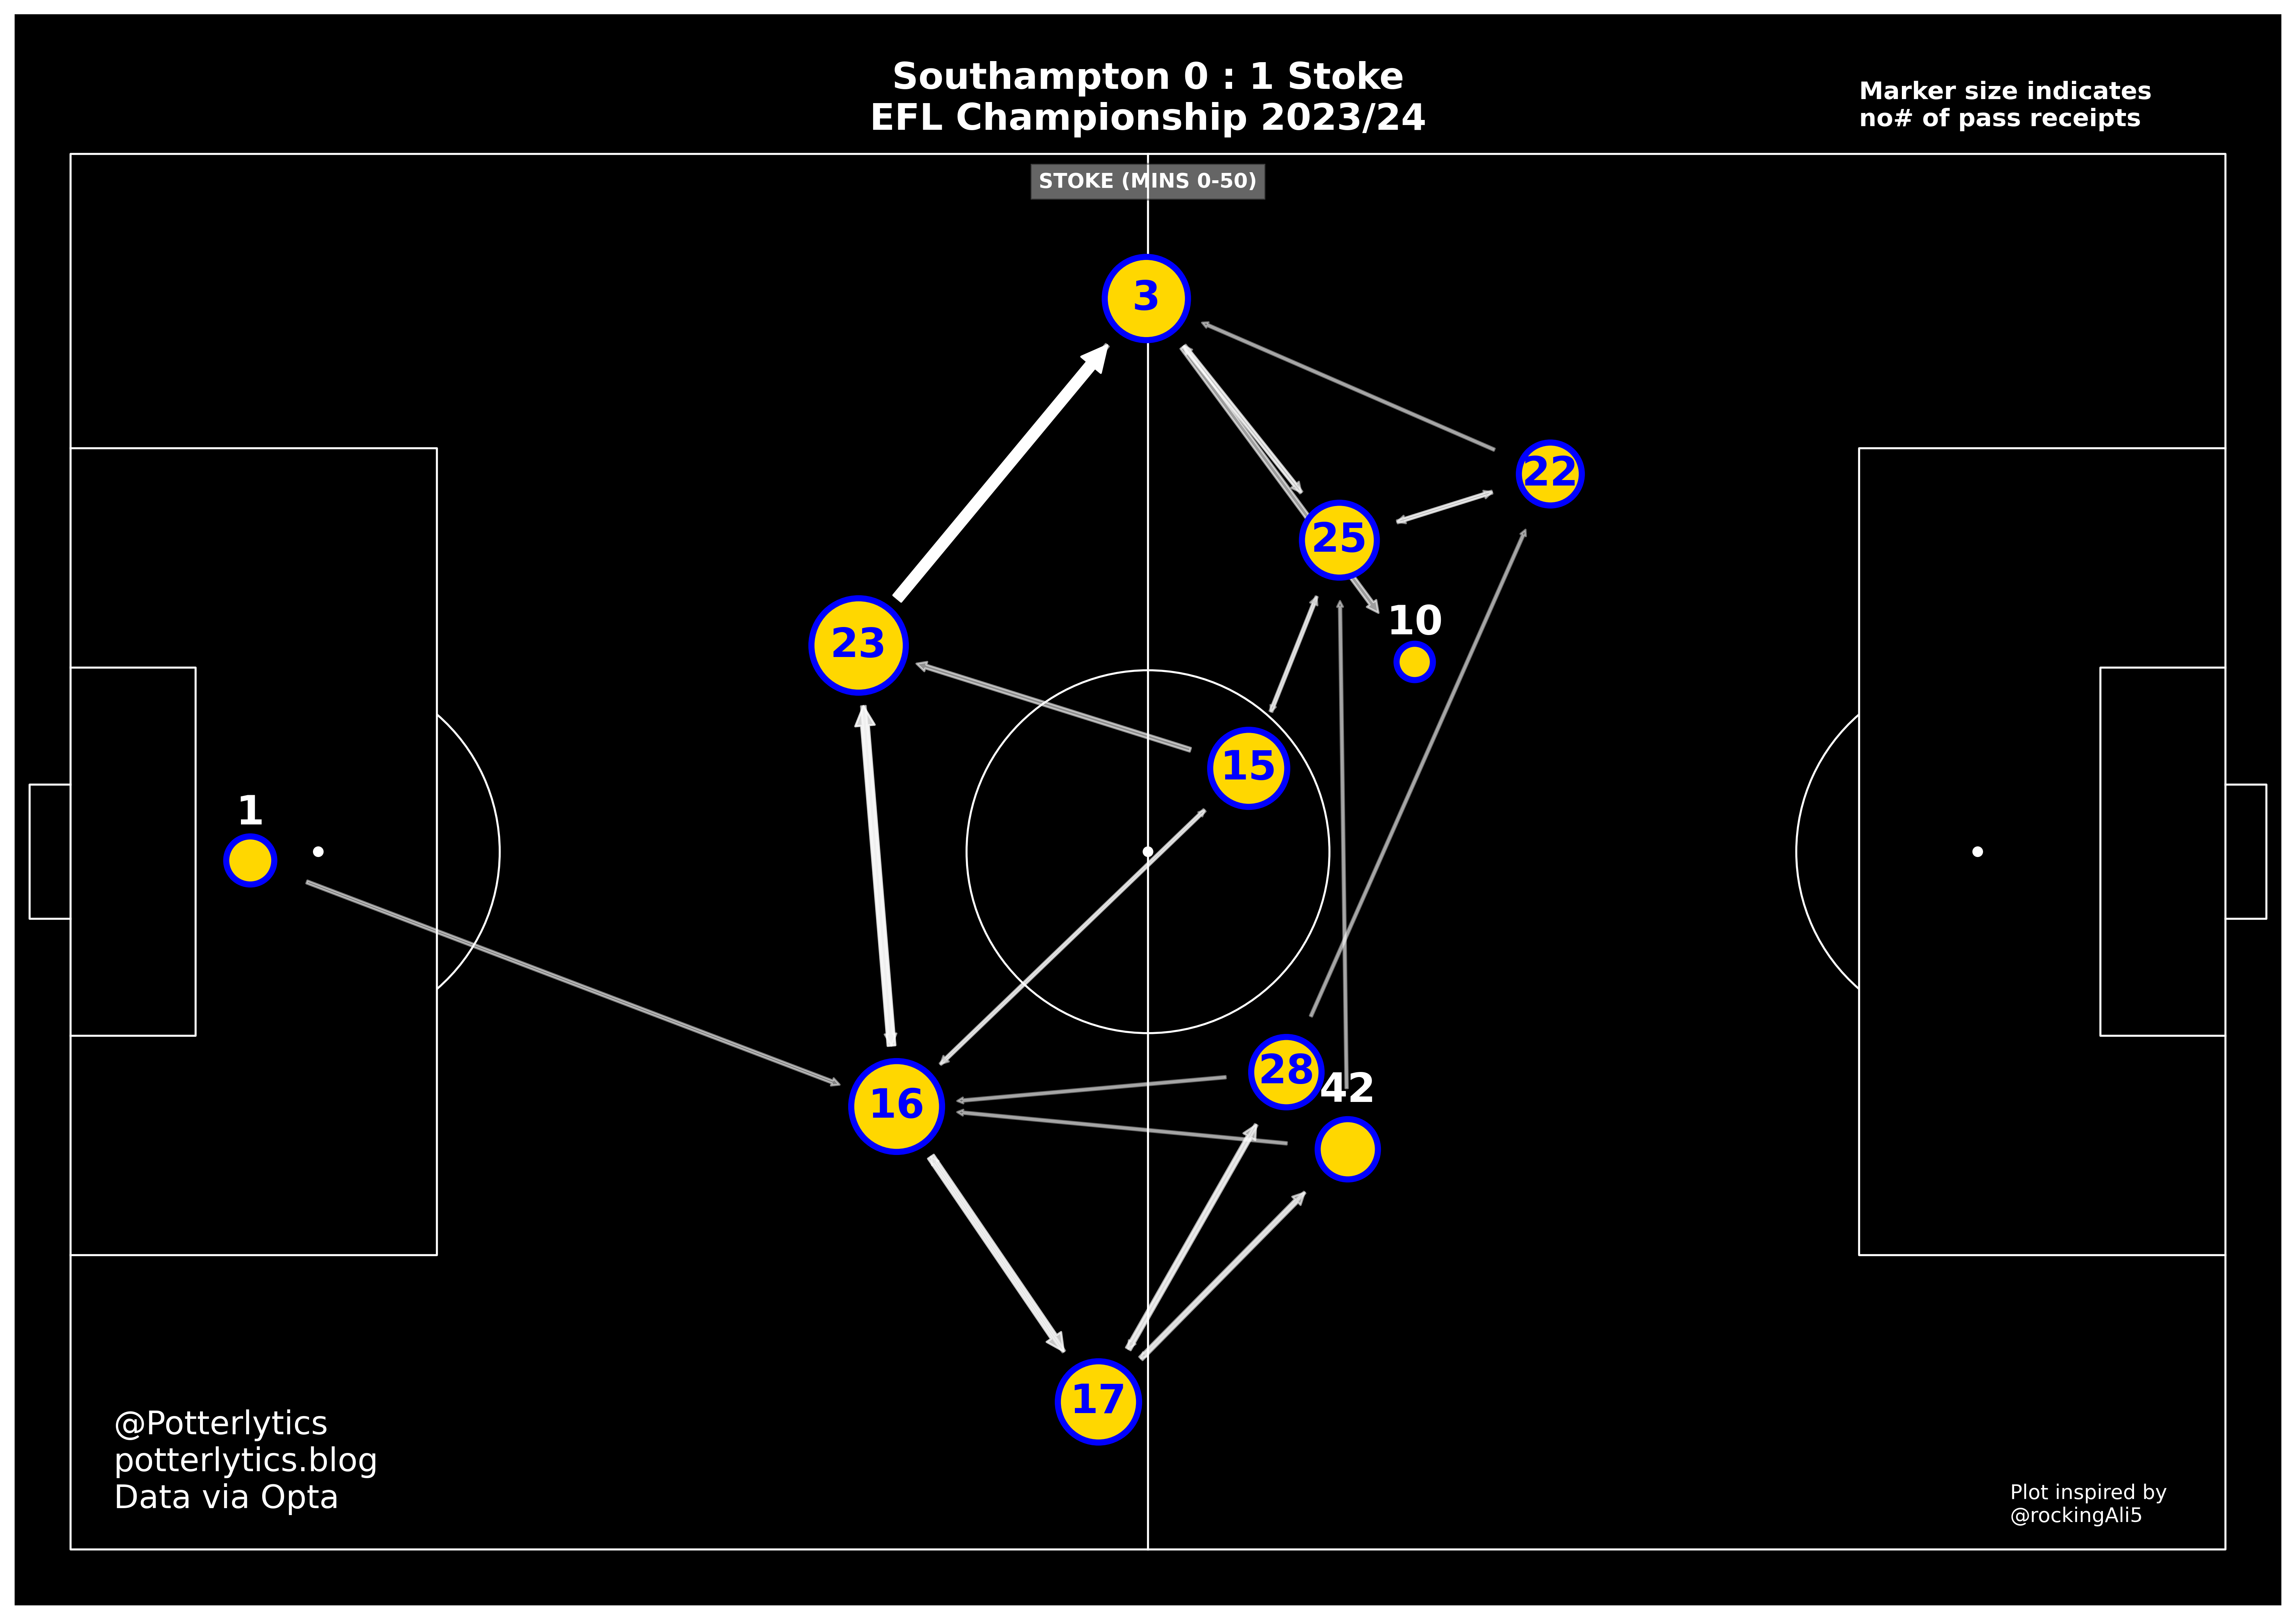 Southampton 0 : 1 Stoke
EFL Championship 2023/24
Marker size indicates
no# of pass receipts
STOKE (MINS 0-50)
3
22
25
10
23
15
1
28
42
16
17
@Potterlytics
potterlytics.blog
Data via Opta
Plot inspired by
@rockingAli5